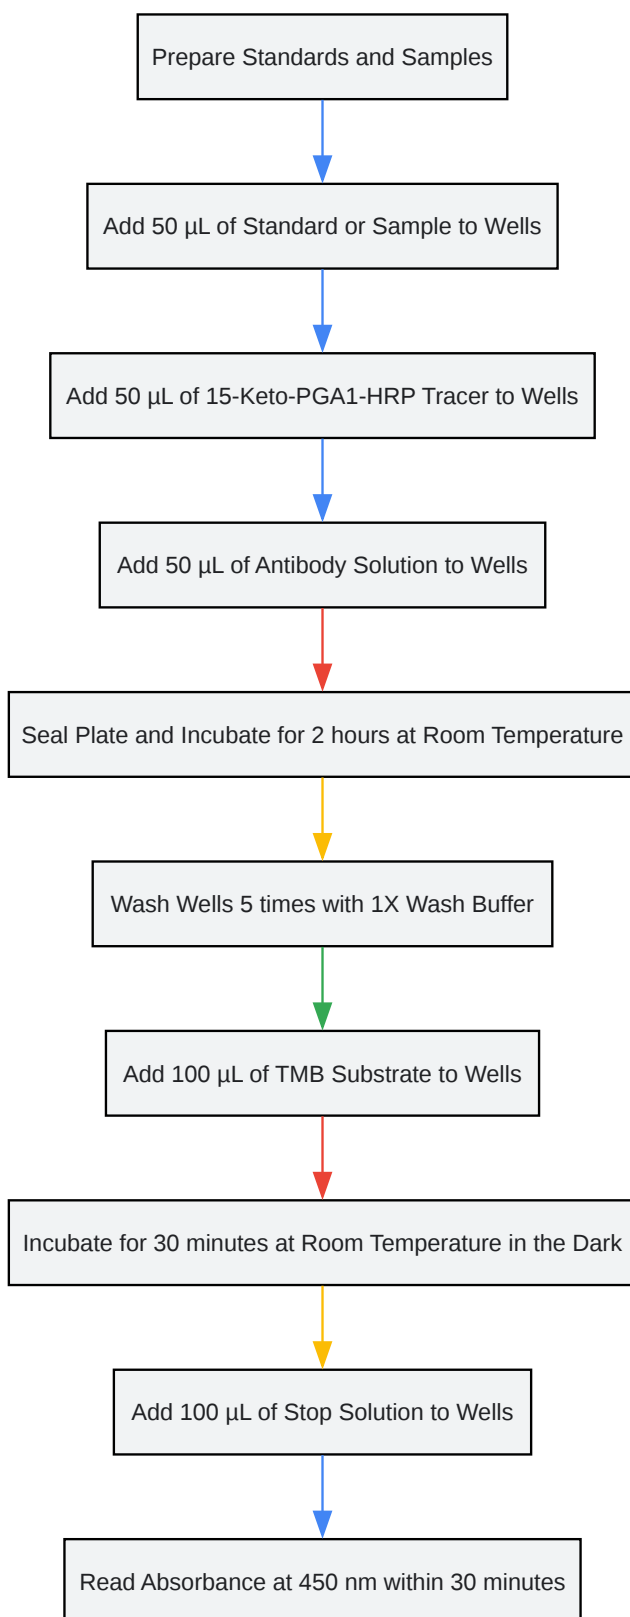 Prepare Standards and Samples
Add 50 µL of Standard or Sample to Wells
Add 50 µL of 15-Keto-PGA1-HRP Tracer to Wells
Add 50 µL of Antibody Solution to Wells
Seal Plate and Incubate for 2 hours at Room Temperature
Wash Wells 5 times with 1X Wash Buffer
Add 100 µL of TMB Substrate to Wells
Incubate for 30 minutes at Room Temperature in the Dark
Add 100 µL of Stop Solution to Wells
Read Absorbance at 450 nm within 30 minutes